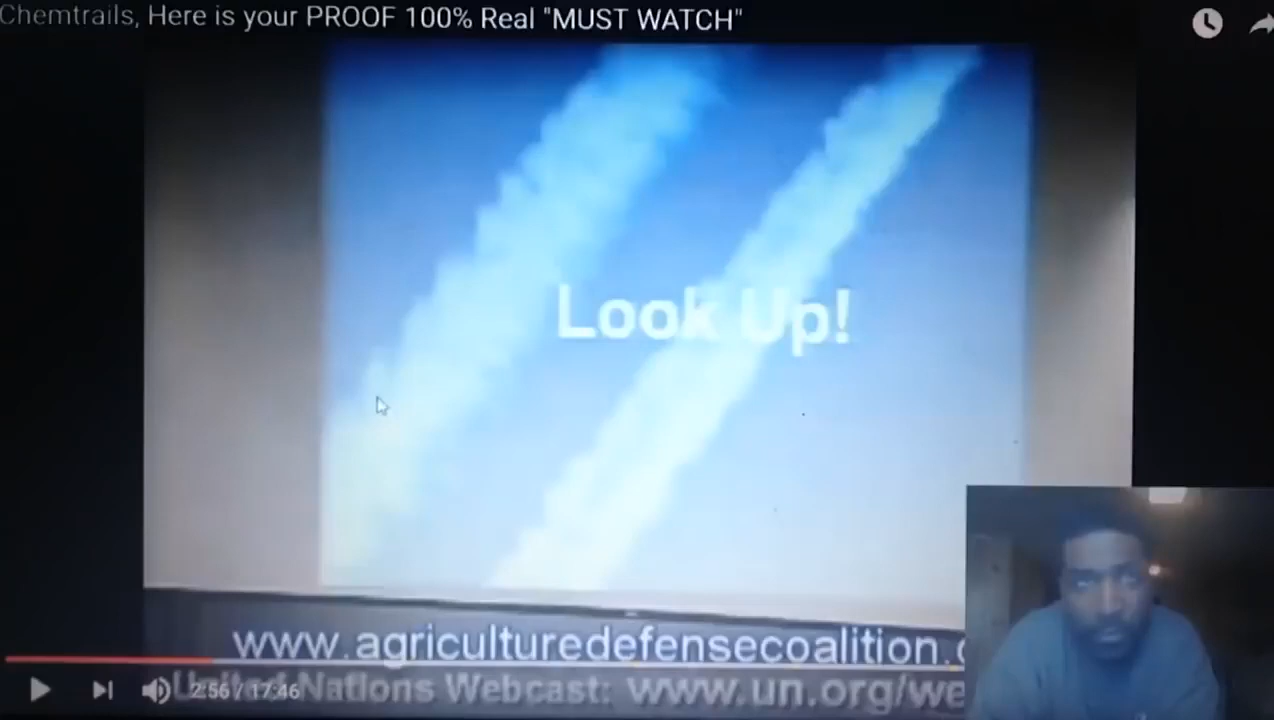 Chemtrails, Here is your PROOF 100% Real "MUST WATCH"
Look Up!
www.agriculturedefensecoalition.
2:56 / 17:46
Nations Webcast: www.un.org/we